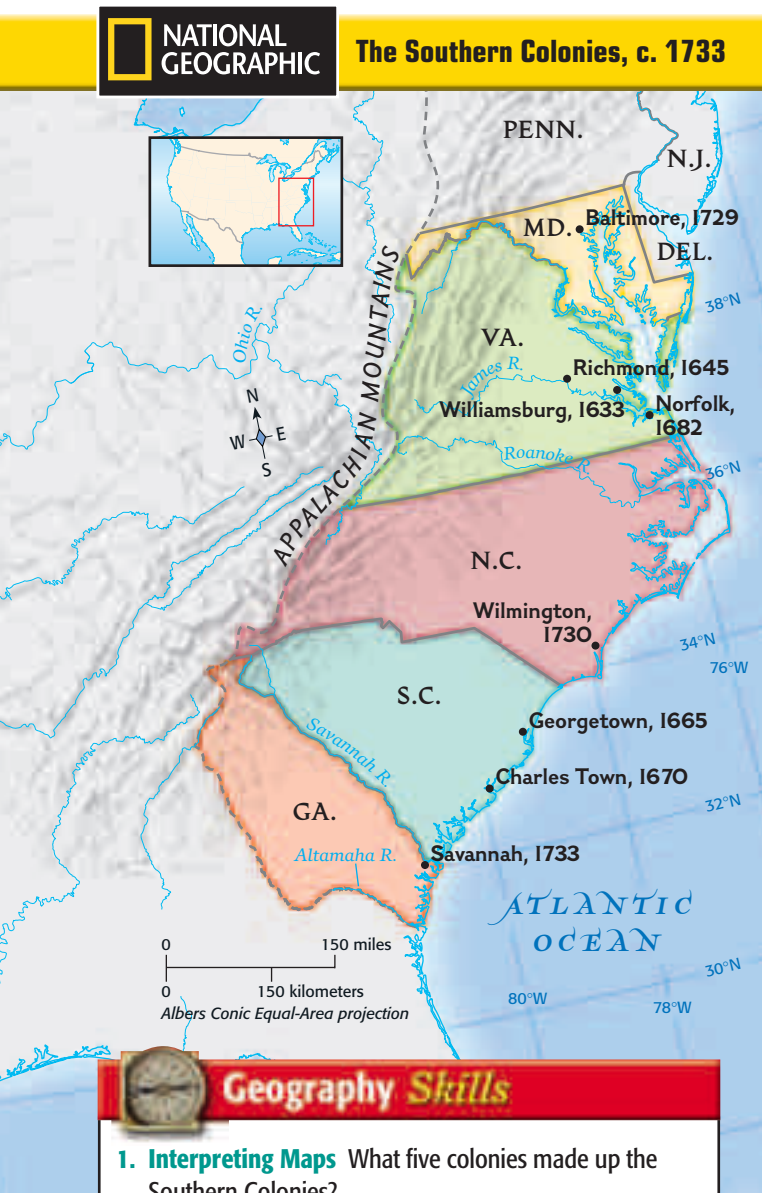 NATIONAL
GEOGRAPHIC
The Southern Colonies, c. 1733
PENN.
N.J.
MD.
Baltimore, 1729
DEL.
38°N
APPALACHIAN MOUNTAINS
Ohio R.
VA.
James R.
Richmond, 1645
Williamsburg, 1633
Norfolk,
1682
N
W E
S
Roanoke R.
36°N
N.C.
Wilmington,
1730
34°N
76°W
S.C.
Georgetown, 1665
Savannah R.
Charles Town, 1670
32°N
GA.
Altamaha R.
Savannah, 1733
ATLANTIC
OCEAN
0 150 miles
0 150 kilometers
Albers Conic Equal-Area projection
30°N
80°W
78°W
Geography Skills
1. Interpreting Maps What five colonies made up the
Southern Colonies?